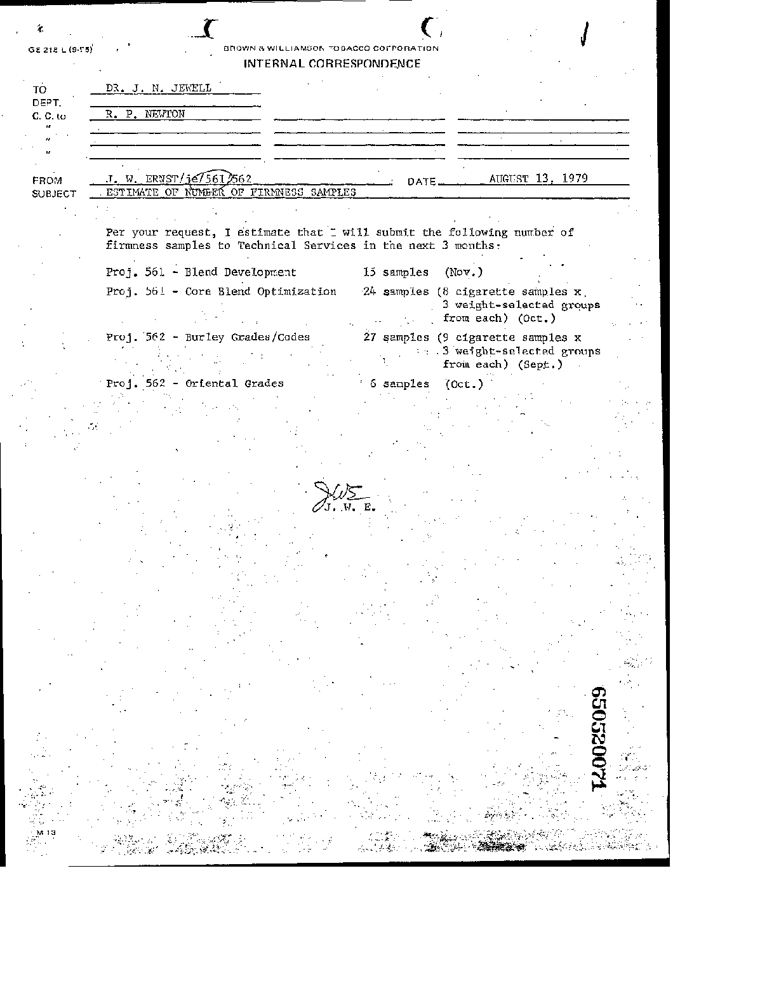 GE 218 L (9-75)
BROWN & WILLIAMSON TOBACCO CORPORATION
INTERNAL CORRESPONDENCE
TO DR. J. N. JEWELL
DEPT.
C. C. to R. P. NEWTON
"
"
"
FROM J. W. ERNST/je/561/562 DATE AUGUST 13, 1979
SUBJECT ESTIMATE OF NUMBER OF FIRMNESS SAMPLES
Per your request, I estimate that I will submit the following number of
firmness samples to Technical Services in the next 3 months:
Proj. 561 - Blend Development 15 samples (Nov.)
Proj. 561 - Core Blend Optimization 24 samples (8 cigarette samples x
3 weight-selected groups
from each) (Oct.)
Proj. 562 - Burley Grades/Codes 27 samples (9 cigarette samples x
3 weight-selected groups
from each) (Sept.)
Proj. 562 - Oriental Grades 6 samples (Oct.)
JWE
J. W. E.
650520071
M 13